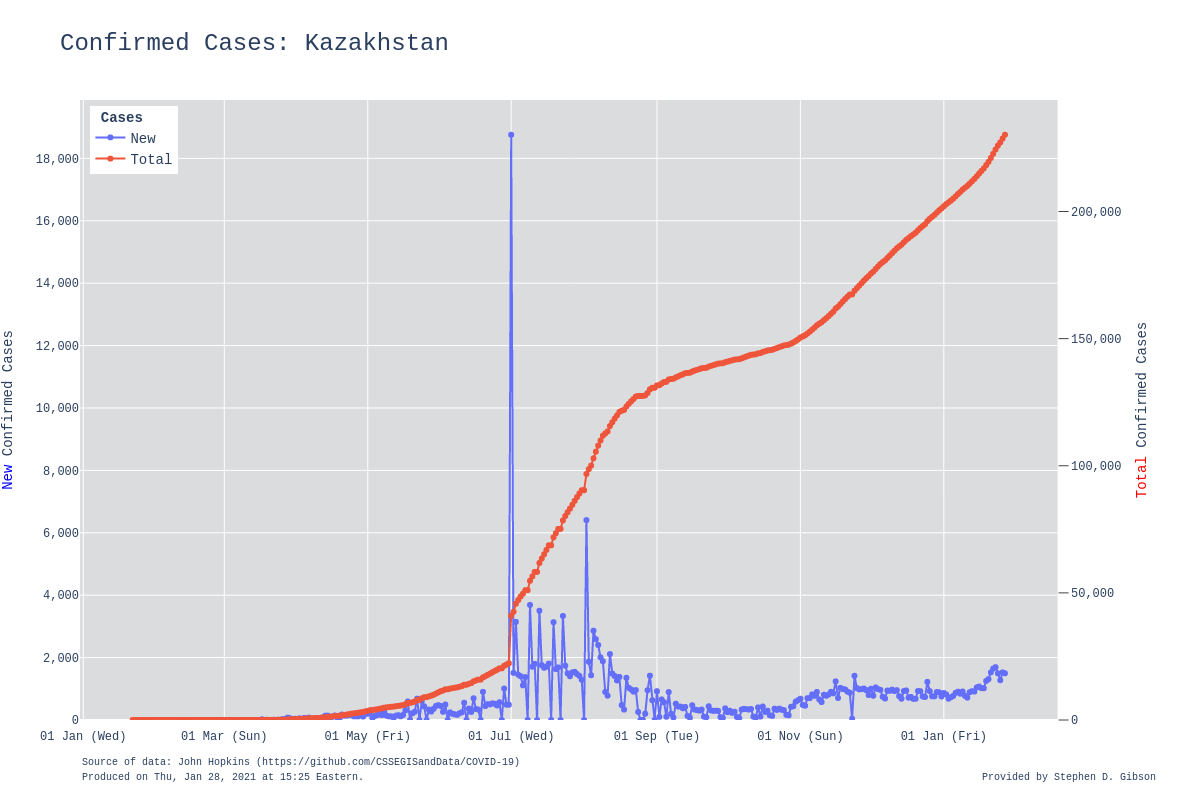 Confirmed Cases: Kazakhstan
Cases
New
Total
18,000
16,000
14,000
12,000
10,000
8,000
6,000
4,000
2,000
0
New Confirmed Cases
200,000
150,000
100,000
50,000
0
Total Confirmed Cases
01 Jan (Wed)
01 Mar (Sun)
01 May (Fri)
01 Jul (Wed)
01 Sep (Tue)
01 Nov (Sun)
01 Jan (Fri)
Source of data: John Hopkins (https://github.com/CSSEGISandData/COVID-19)
Produced on Thu, Jan 28, 2021 at 15:25 Eastern.
Provided by Stephen D. Gibson